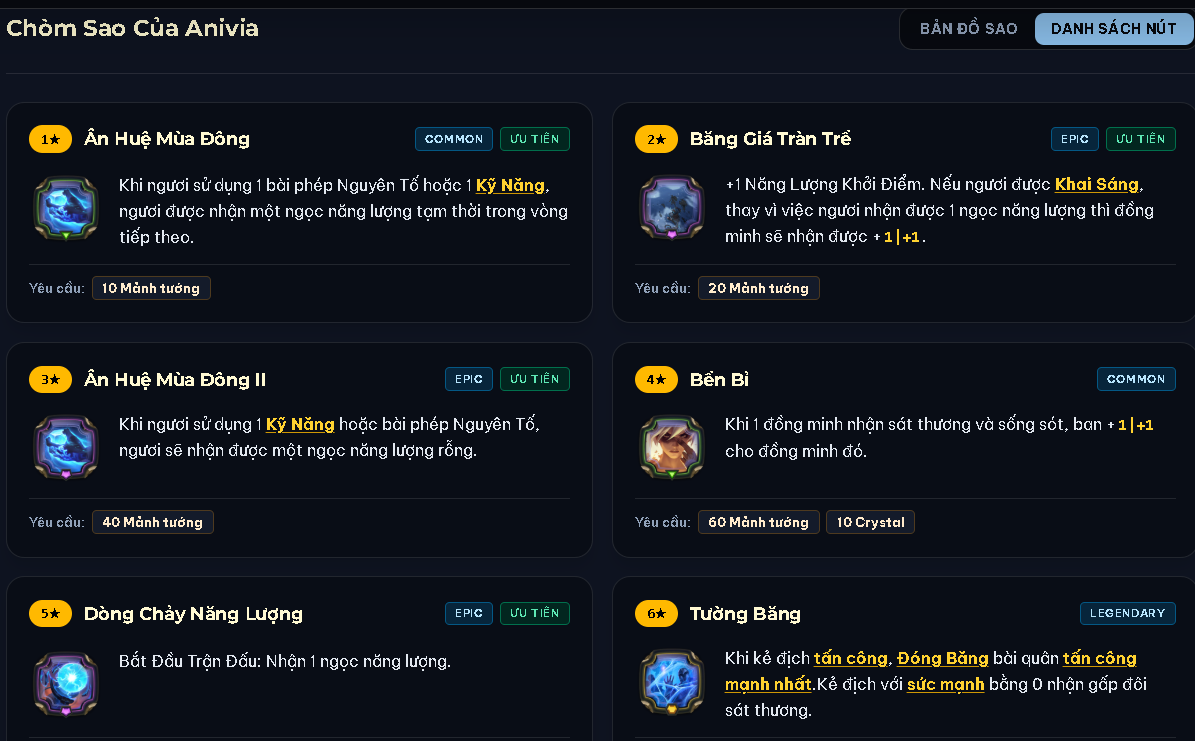 Chòm Sao Của Anivia
BẢN ĐỒ SAO
DANH SÁCH NÚT
1★ Ân Huệ Mùa Đông
COMMON
ƯU TIÊN
Khi ngươi sử dụng 1 bài phép Nguyên Tố hoặc 1 Kỹ Năng,
ngươi được nhận một ngọc năng lượng tạm thời trong vòng
tiếp theo.
Yêu cầu: 10 Mảnh tướng
2★ Băng Giá Tràn Trề
EPIC
ƯU TIÊN
+1 Năng Lượng Khởi Điểm. Nếu ngươi được Khai Sáng,
thay vì việc ngươi nhận được 1 ngọc năng lượng thì đồng
minh sẽ nhận được +1|+1.
Yêu cầu: 20 Mảnh tướng
3★ Ân Huệ Mùa Đông II
EPIC
ƯU TIÊN
Khi ngươi sử dụng 1 Kỹ Năng hoặc bài phép Nguyên Tố,
ngươi sẽ nhận được một ngọc năng lượng rỗng.
Yêu cầu: 40 Mảnh tướng
4★ Bền Bỉ
COMMON
Khi 1 đồng minh nhận sát thương và sống sót, ban +1|+1
cho đồng minh đó.
Yêu cầu: 60 Mảnh tướng 10 Crystal
5★ Dòng Chảy Năng Lượng
EPIC
ƯU TIÊN
Bắt Đầu Trận Đấu: Nhận 1 ngọc năng lượng.
6★ Tường Băng
LEGENDARY
Khi kẻ địch tấn công, Đóng Băng bài quân tấn công
mạnh nhất.Kẻ địch với sức mạnh bằng 0 nhận gấp đôi
sát thương.